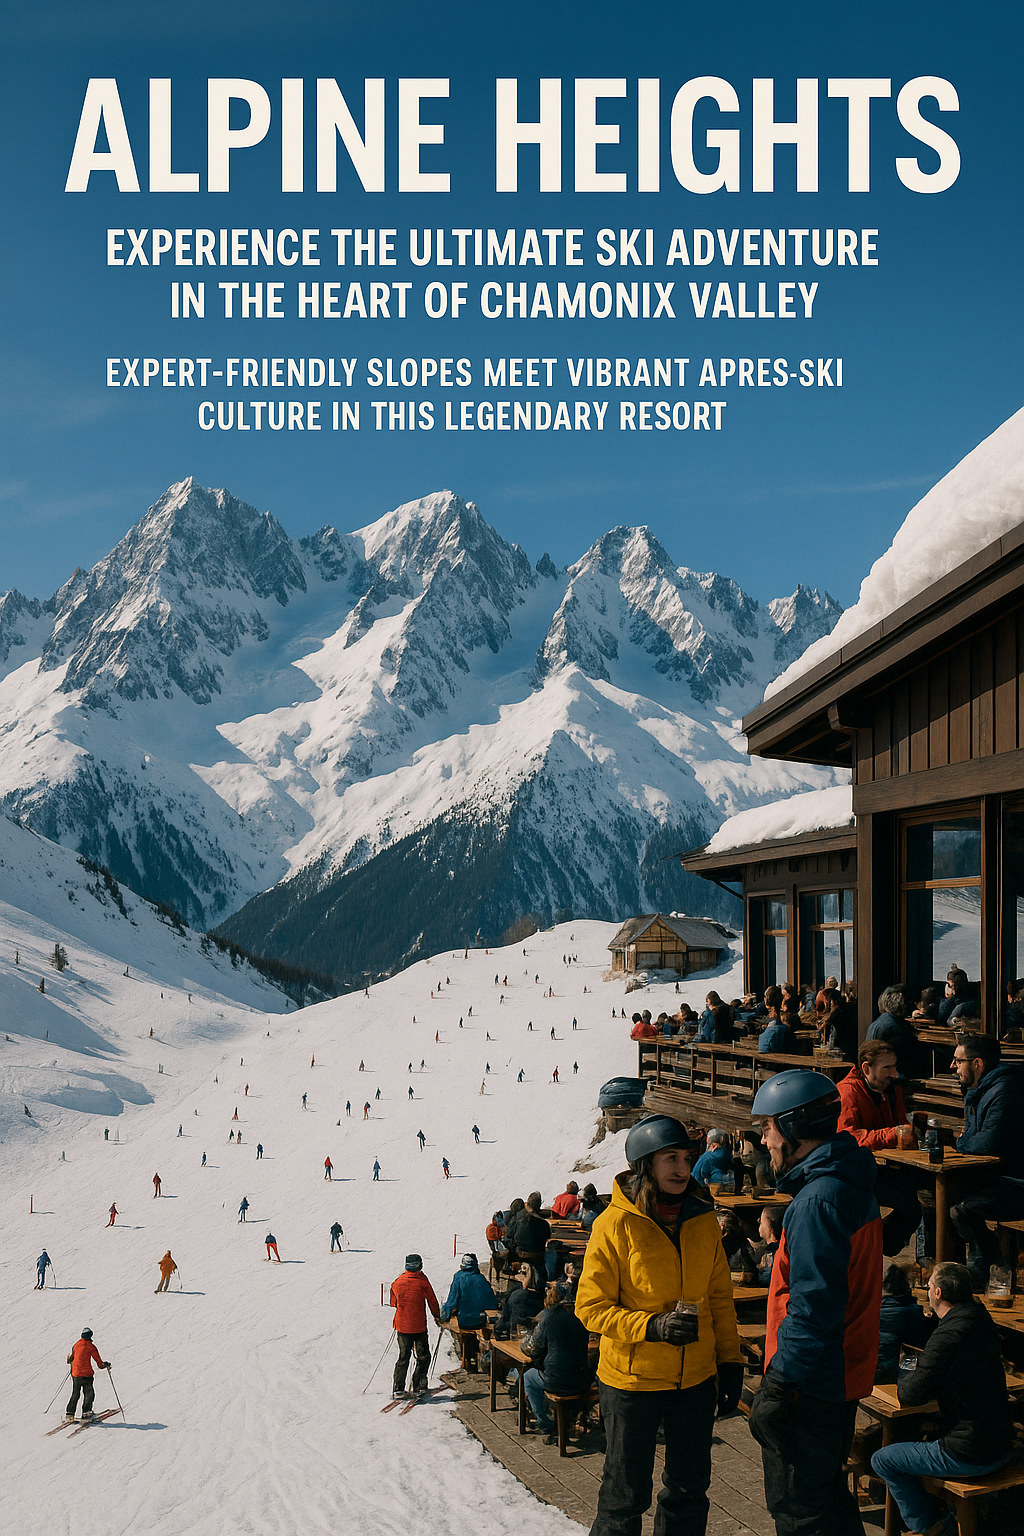 ALPINE HEIGHTS
EXPERIENCE THE ULTIMATE SKI ADVENTURE
IN THE HEART OF CHAMONIX VALLEY
EXPERT-FRIENDLY SLOPES MEET VIBRANT APRES-SKI
CULTURE IN THIS LEGENDARY RESORT